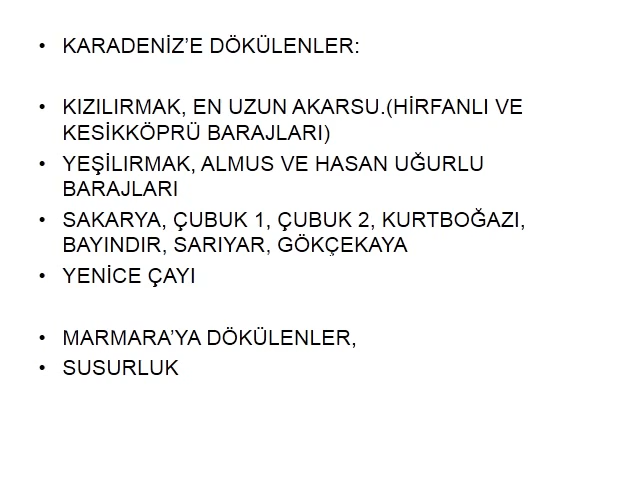 • KARADENİZ’E DÖKÜLENLER:
• KIZILIRMAK, EN UZUN AKARSU.(HİRFANLI VE
KESİKKÖPRÜ BARAJLARI)
• YEŞİLIRMAK, ALMUS VE HASAN UĞURLU
BARAJLARI
• SAKARYA, ÇUBUK 1, ÇUBUK 2, KURTBOĞAZI,
BAYINDIR, SARIYAR, GÖKÇEKAYA
• YENİCE ÇAYI
• MARMARA’YA DÖKÜLENLER,
• SUSURLUK